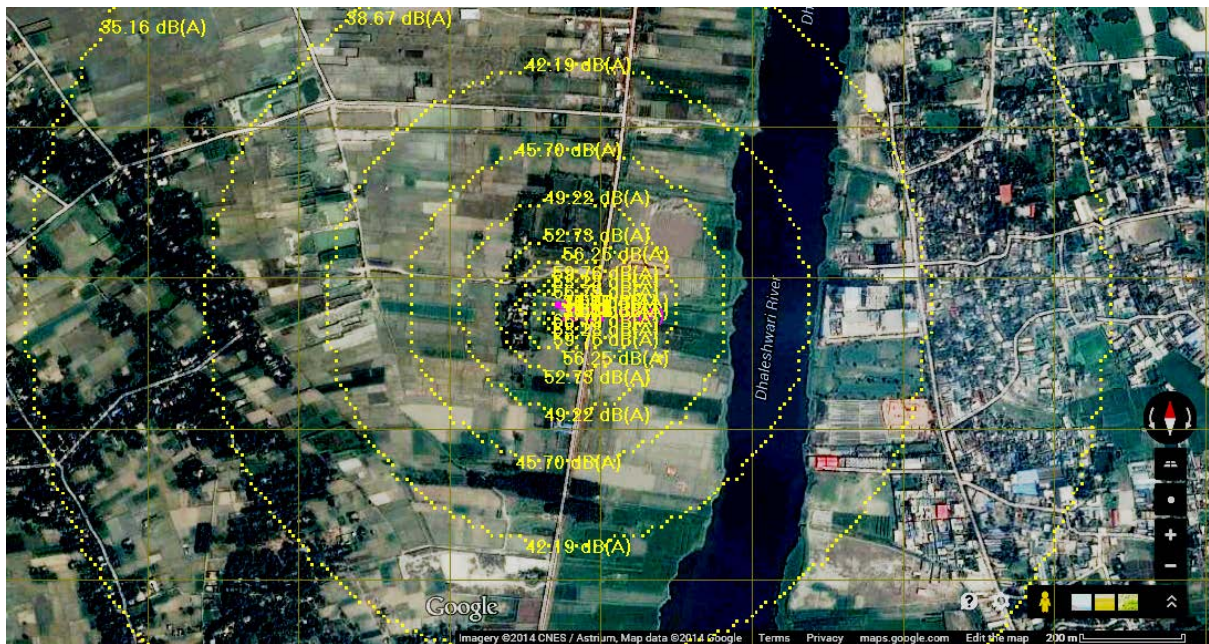 35.16 dB(A)
38.67 dB(A)
42.19 dB(A)
45.70 dB(A)
49.22 dB(A)
52.73 dB(A)
56.25 dB(A)
59.76 dB(A)
59.76 dB(A)
56.25 dB(A)
52.73 dB(A)
49.22 dB(A)
45.70 dB(A)
42.19 dB(A)
Dhaleshwari River
Google
Imagery ©2014 CNES / Astrium, Map data ©2014 Google Terms Privacy maps.google.com Edit the map 200 m